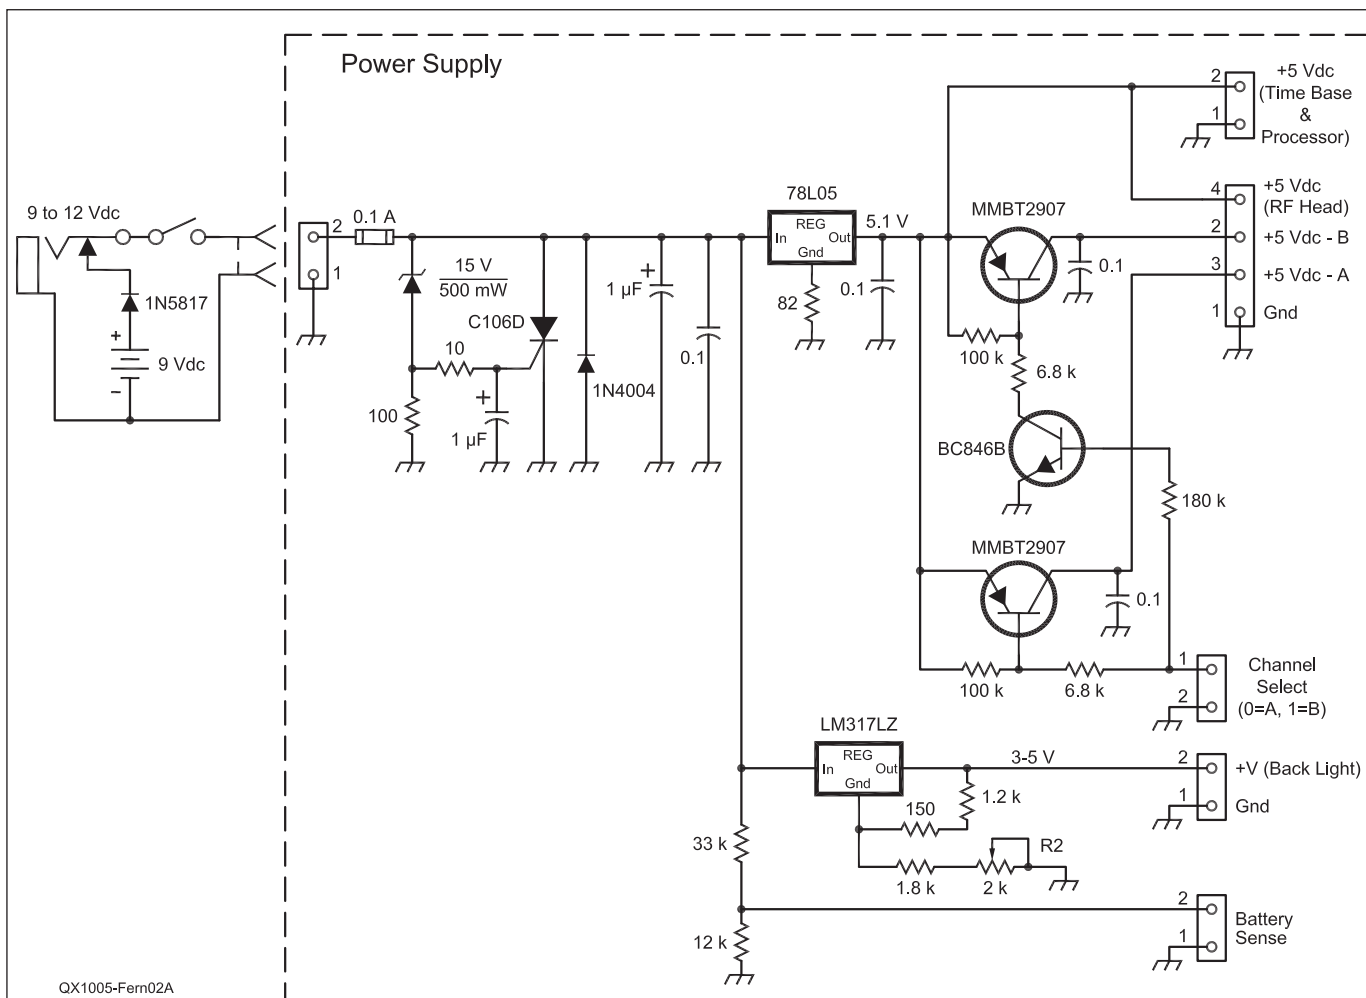 Power Supply
2
+5 Vdc
(Time Base
&
Processor)
1
9 to 12 Vdc
2
0.1 A
1
1N5817
+
9 Vdc
–
15 V
500 mW
C106D
10
100
+
1 µF
1N4004
+
1 µF
0.1
78L05
REG
In
Out
Gnd
5.1 V
82
0.1
MMBT2907
0.1
100 k
6.8 k
BC846B
180 k
4
+5 Vdc
(RF Head)
2
+5 Vdc - B
3
+5 Vdc - A
1
Gnd
MMBT2907
0.1
100 k
6.8 k
1
2
Channel
Select
(0=A, 1=B)
LM317LZ
REG
In
Out
Gnd
3-5 V
1.2 k
150
1.8 k
2 k
R2
2
+V (Back Light)
1
Gnd
33 k
12 k
2
1
Battery
Sense
QX1005-Fern02A